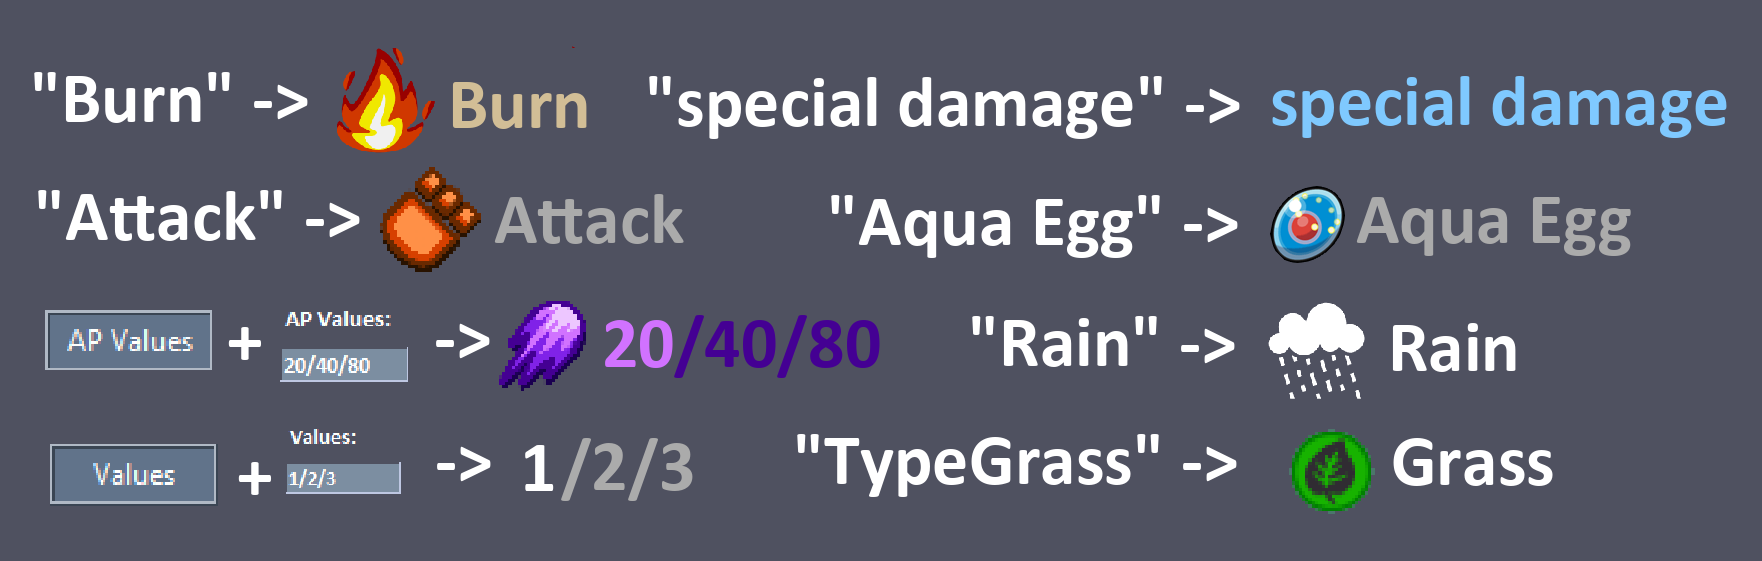 "Burn" -> Burn "special damage" -> special damage
"Attack" -> Attack "Aqua Egg" -> Aqua Egg
AP Values + AP Values: 20/40/80 -> 20/40/80 "Rain" -> Rain
Values + Values: 1/2/3 -> 1/2/3 "TypeGrass" -> Grass